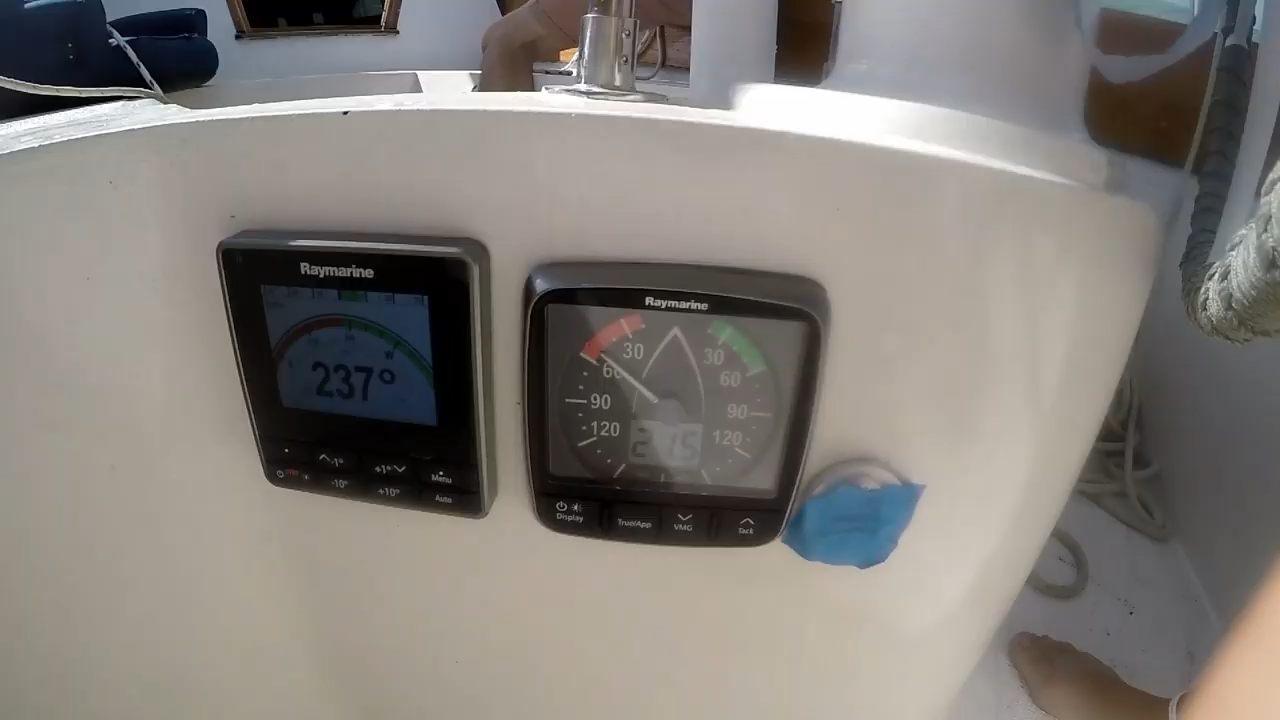 Raymarine
237°
-1°
+1°
Menu
-10°
+10°
Auto
Raymarine
30
30
60
60
90
90
120
120
Display
True/App
VMG
Tack